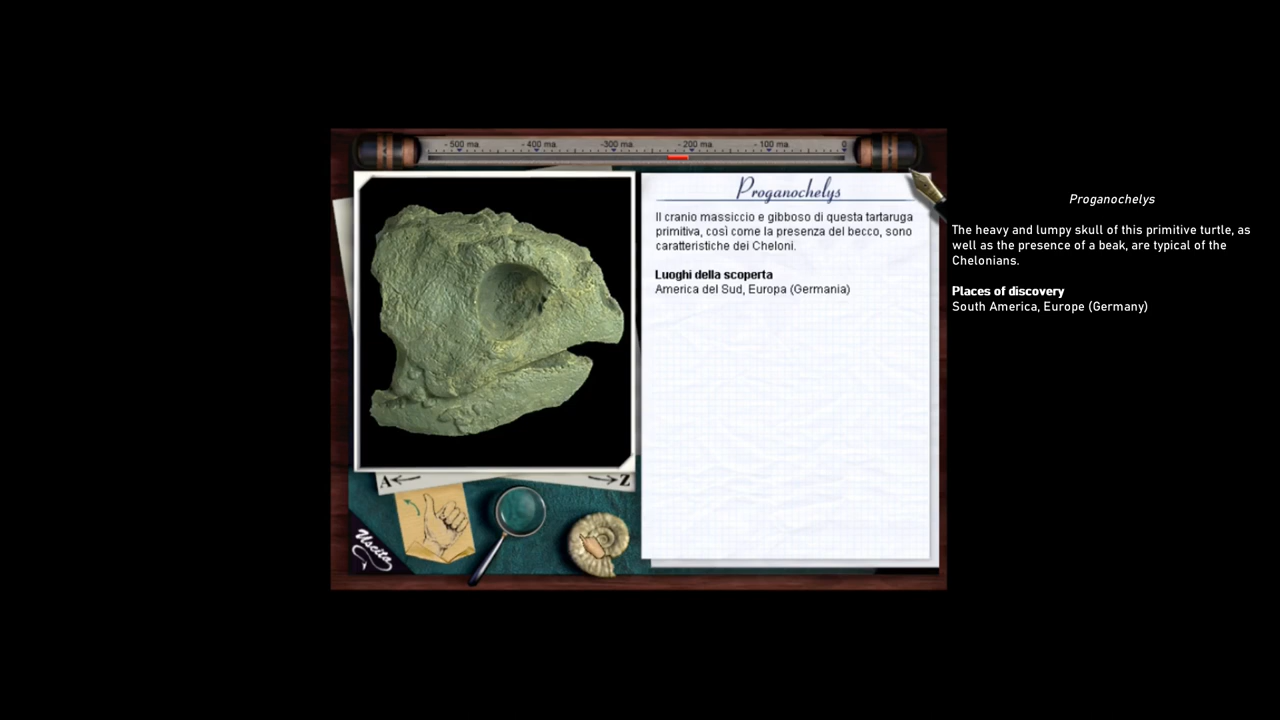 - 500 ma.
- 400 ma.
-300 ma.
- 200 ma.
- 100 ma.
0
Proganochelys
Il cranio massiccio e gibboso di questa tartaruga
primitiva, così come la presenza del becco, sono
caratteristiche dei Cheloni.
Luoghi della scoperta
America del Sud, Europa (Germania)
A
Z
Uscita
Proganochelys
The heavy and lumpy skull of this primitive turtle, as
well as the presence of a beak, are typical of the
Chelonians.
Places of discovery
South America, Europe (Germany)